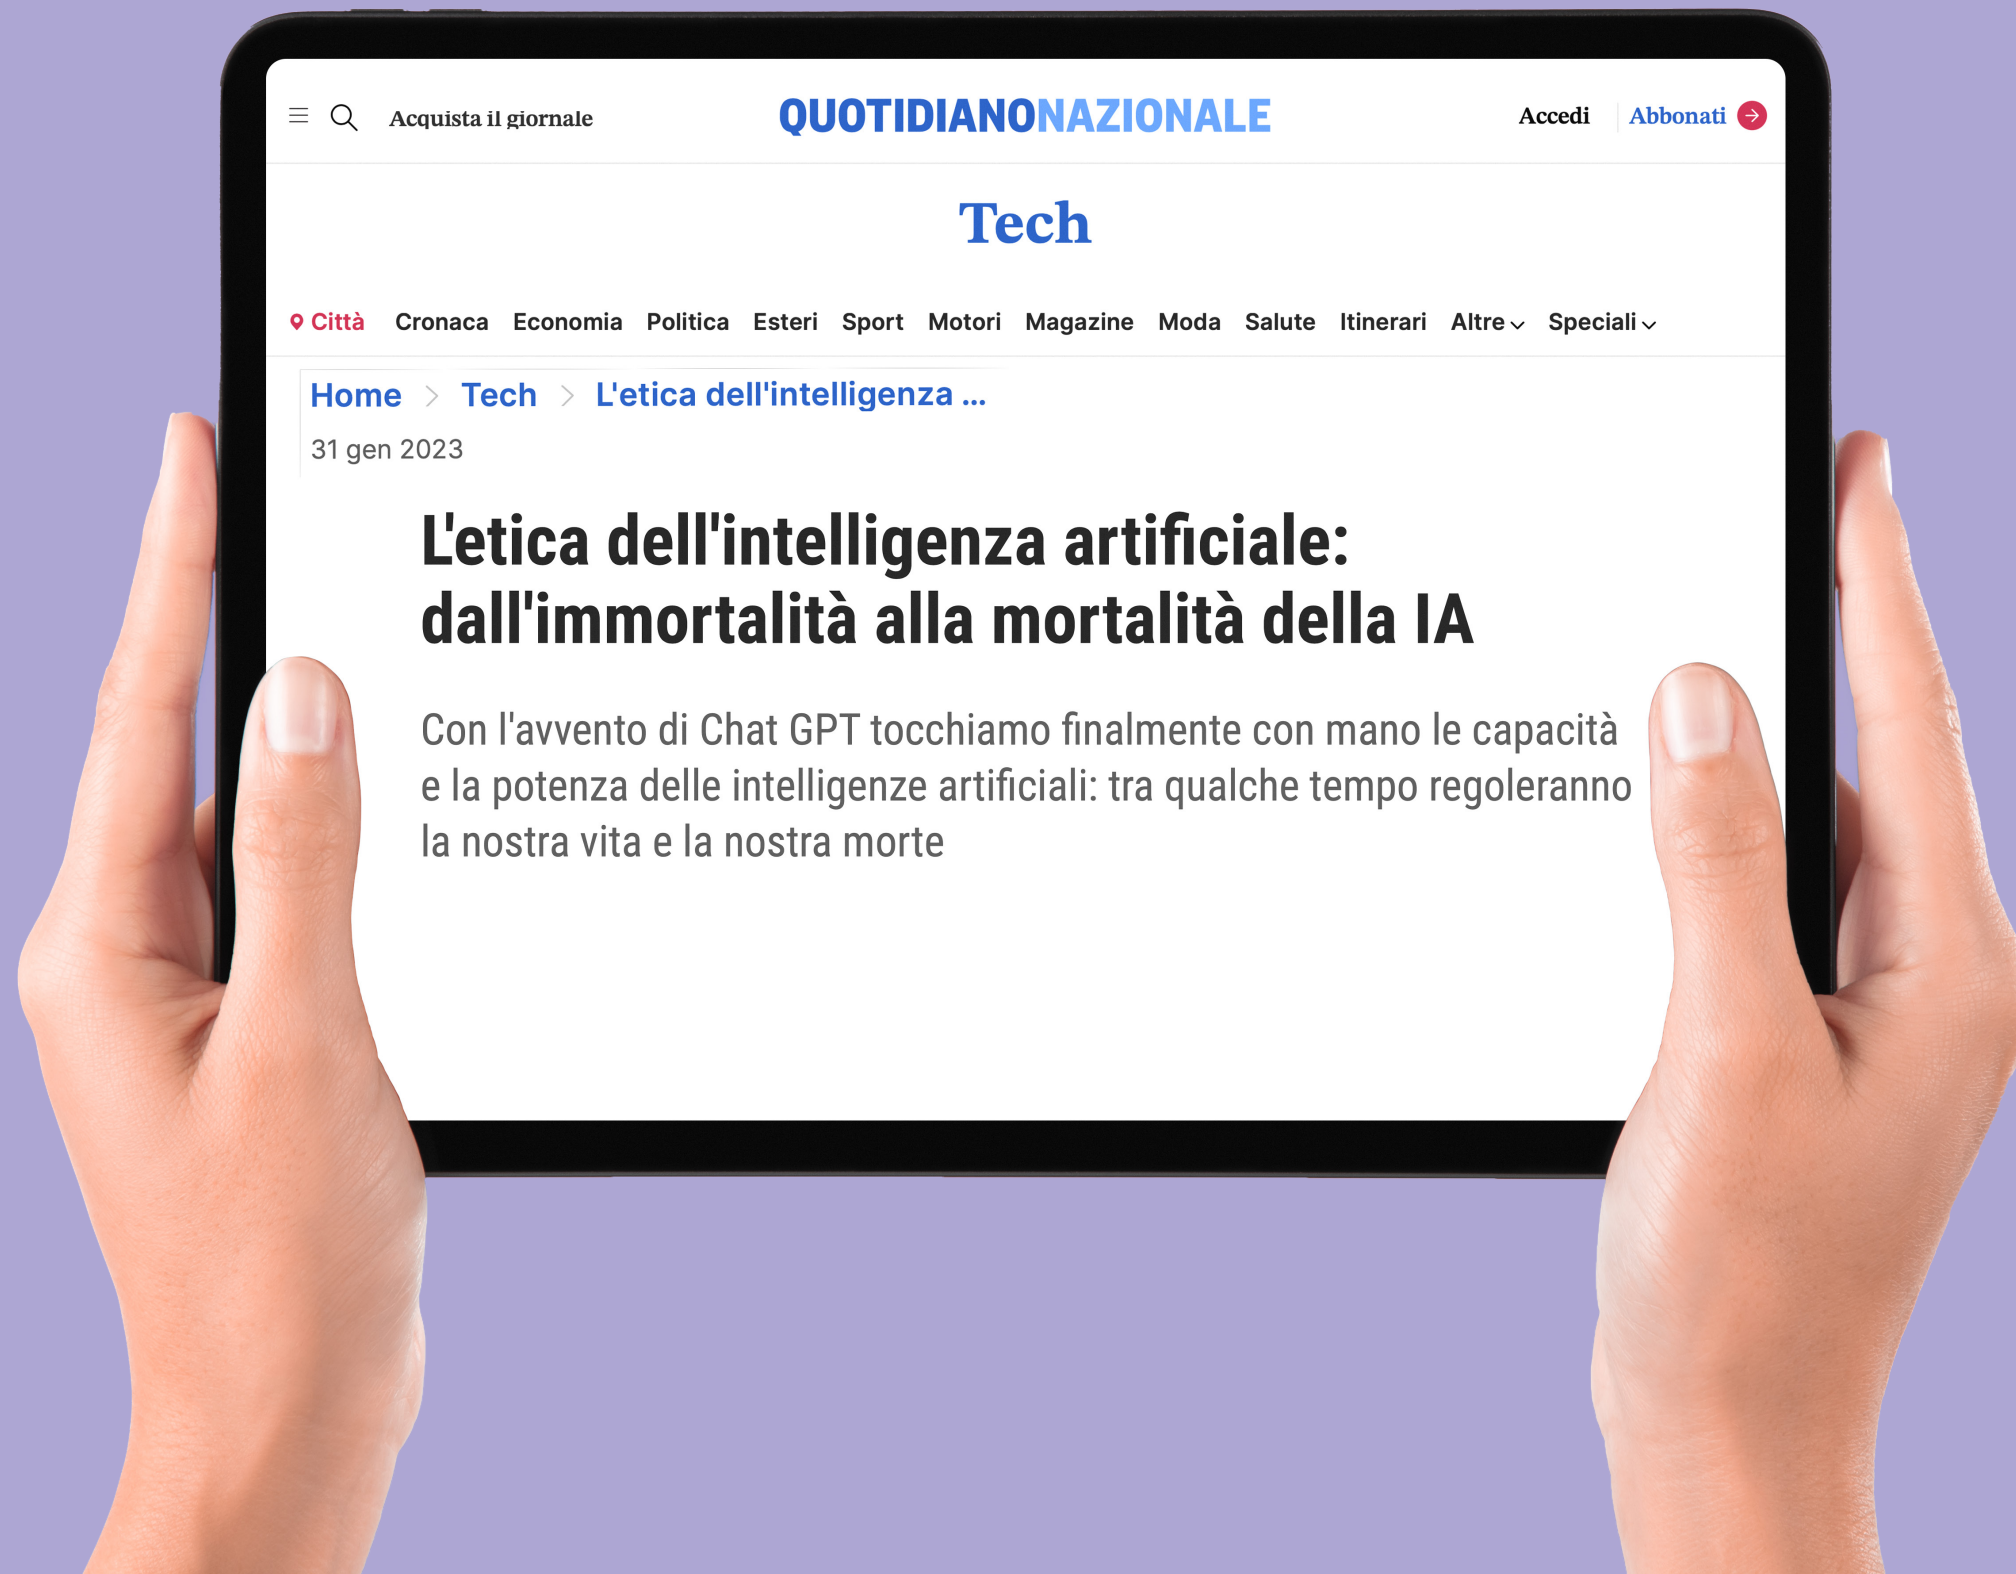 Acquista il giornale
QUOTIDIANONAZIONALE
Accedi
Abbonati
Tech
Città Cronaca Economia Politica Esteri Sport Motori Magazine Moda Salute Itinerari Altre Speciali
Home > Tech > L'etica dell'intelligenza ...
31 gen 2023
L'etica dell'intelligenza artificiale:
dall'immortalità alla mortalità della IA
Con l'avvento di Chat GPT tocchiamo finalmente con mano le capacità
e la potenza delle intelligenze artificiali: tra qualche tempo regoleranno
la nostra vita e la nostra morte